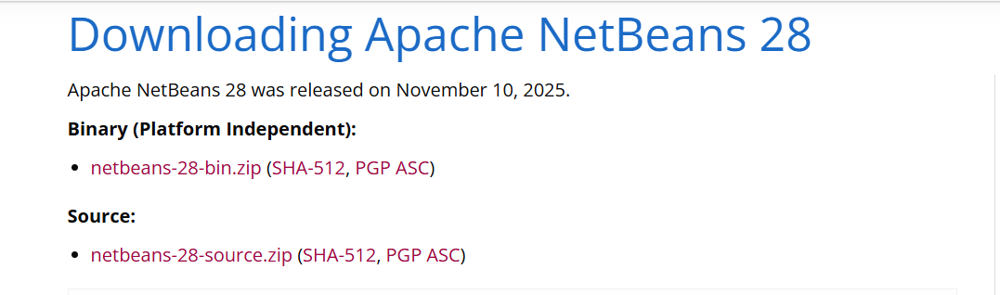 Downloading Apache NetBeans 28
Apache NetBeans 28 was released on November 10, 2025.
Binary (Platform Independent):
• netbeans-28-bin.zip (SHA-512, PGP ASC)
Source:
• netbeans-28-source.zip (SHA-512, PGP ASC)